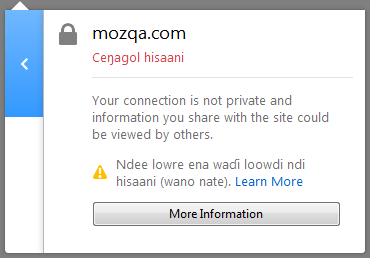 mozqa.com
Ceŋagol hisaani
Your connection is not private and
information you share with the site could
be viewed by others.
Ndee lowre ena waɗi loowdi ndi
hisaani (wano nate). Learn More
More Information